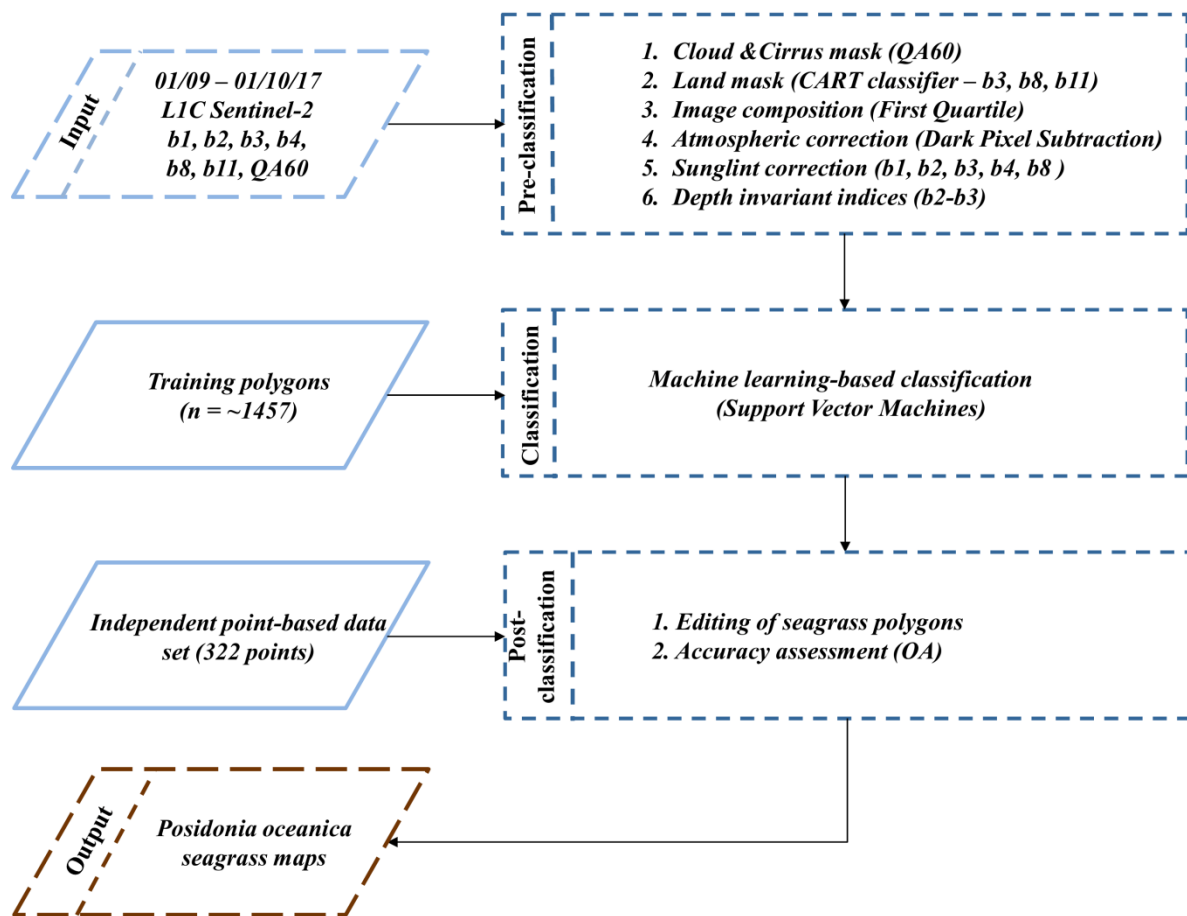 Input
01/09 – 01/10/17
L1C Sentinel-2
b1, b2, b3, b4,
b8, b11, QA60
Pre-classification
1. Cloud &Cirrus mask (QA60)
2. Land mask (CART classifier – b3, b8, b11)
3. Image composition (First Quartile)
4. Atmospheric correction (Dark Pixel Subtraction)
5. Sunglint correction (b1, b2, b3, b4, b8 )
6. Depth invariant indices (b2-b3)
Training polygons
(n = ~1457)
Classification
Machine learning-based classification
(Support Vector Machines)
Independent point-based data
set (322 points)
Post-
classification
1. Editing of seagrass polygons
2. Accuracy assessment (OA)
Output
Posidonia oceanica
seagrass maps